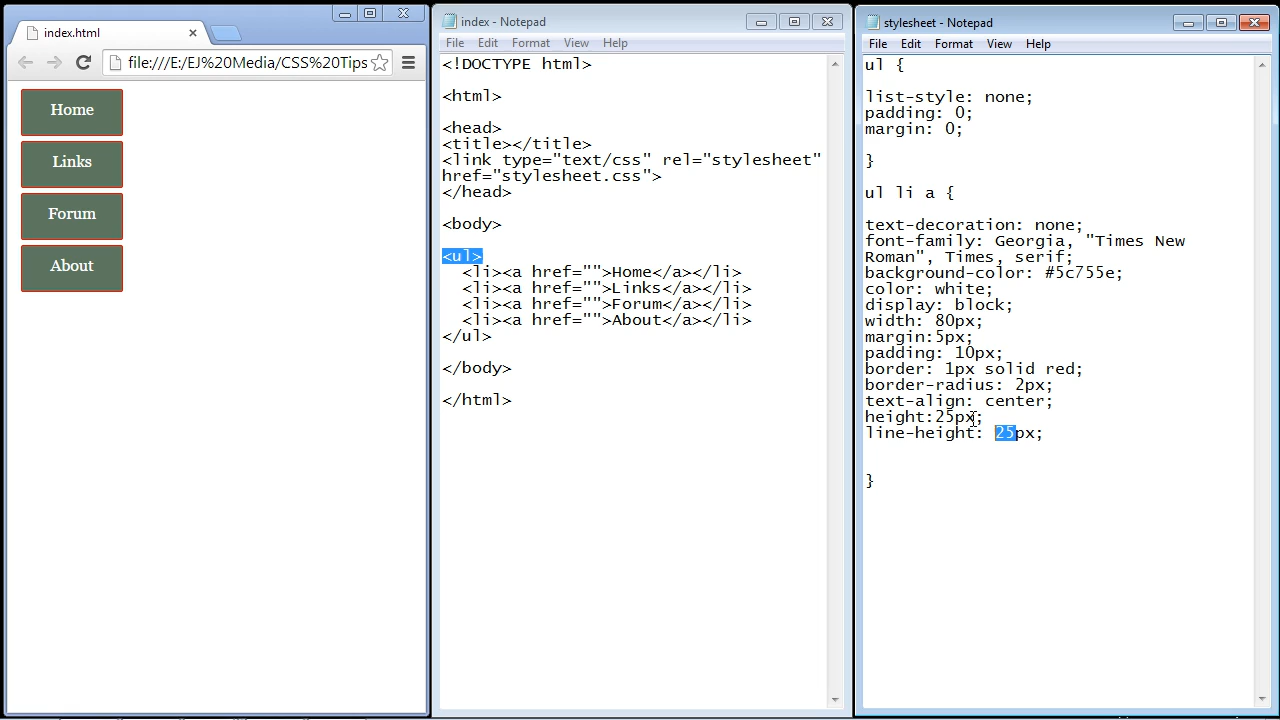 index.html
file:///E:/EJ%20Media/CSS%20Tips
Home
Links
Forum
About
index - Notepad
File Edit Format View Help
<!DOCTYPE html>
<html>
<head>
<title></title>
<link type="text/css" rel="stylesheet"
href="stylesheet.css">
</head>
<body>
<ul>
<li><a href="">Home</a></li>
<li><a href="">Links</a></li>
<li><a href="">Forum</a></li>
<li><a href="">About</a></li>
</ul>
</body>
</html>
stylesheet - Notepad
File Edit Format View Help
ul {
list-style: none;
padding: 0;
margin: 0;
}
ul li a {
text-decoration: none;
font-family: Georgia, "Times New
Roman", Times, serif;
background-color: #5c755e;
color: white;
display: block;
width: 80px;
margin:5px;
padding: 10px;
border: 1px solid red;
border-radius: 2px;
text-align: center;
height:25px;
line-height: 25px;
}